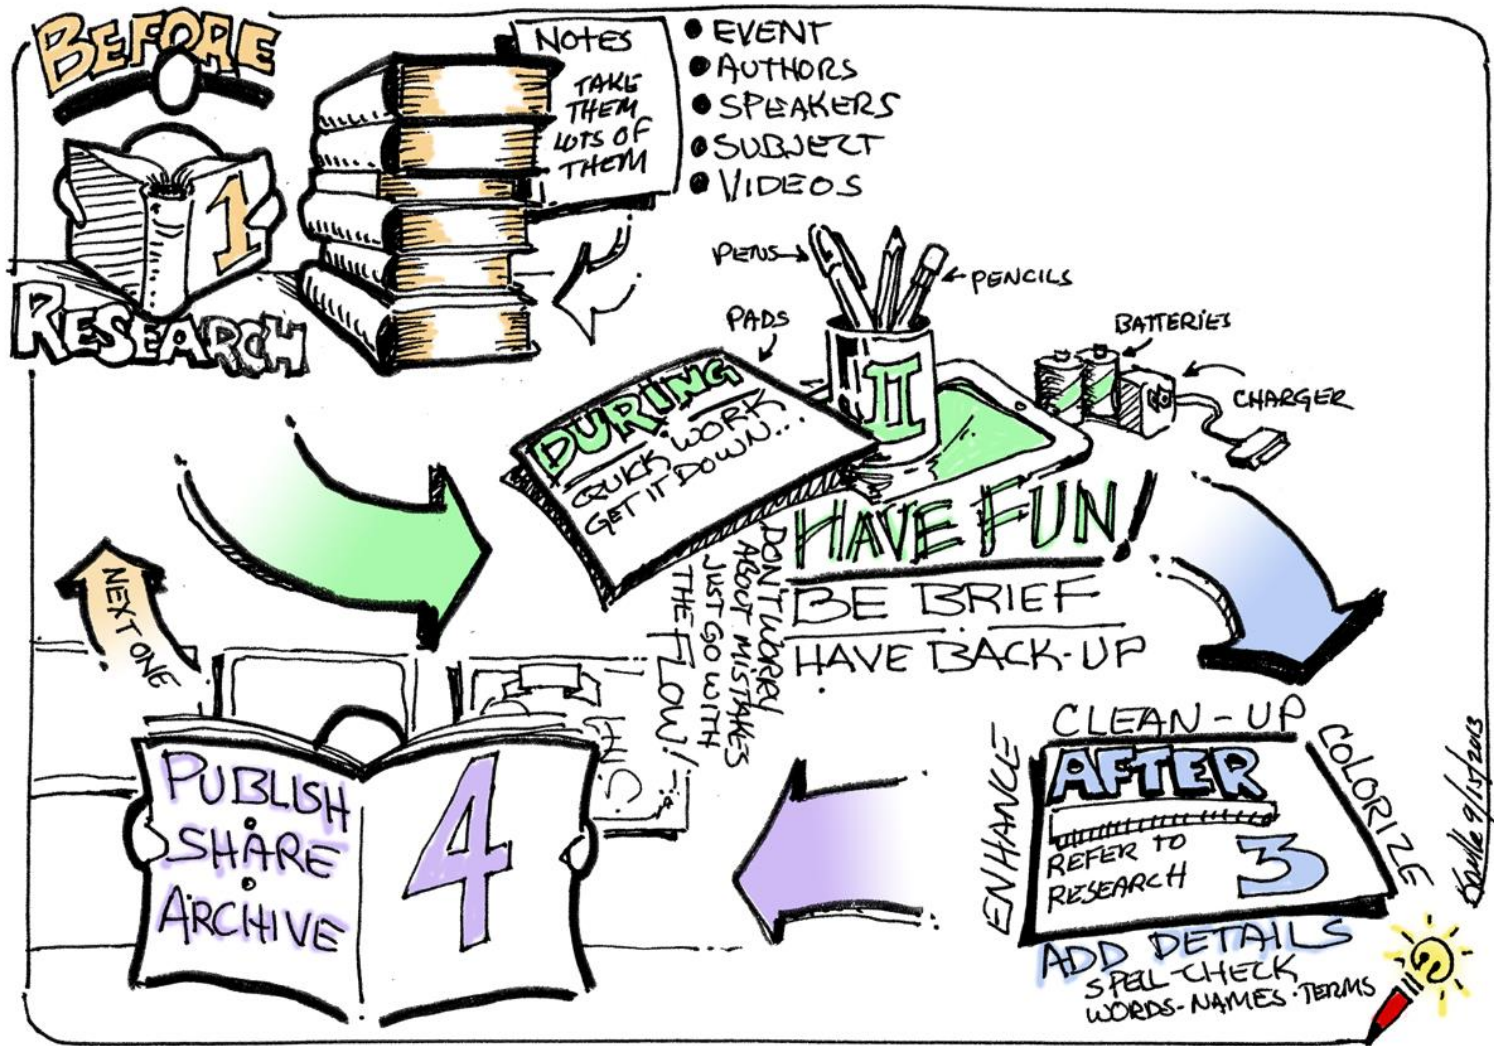 BEFORE
1
RESEARCH
NOTES
TAKE
THEM
LOTS OF
THEM
• EVENT
• AUTHORS
• SPEAKERS
• SUBJECT
• VIDEOS
PENS
PENCILS
PADS
BATTERIES
CHARGER
II
DURING
QUICK WORK
GET IT DOWN...
HAVE FUN!
BE BRIEF
HAVE BACK-UP
DON'T WORRY
ABOUT MISTAKES
JUST GO WITH
THE FLOW!
CLEAN-UP
ENHANCE
COLORIZE
AFTER
REFER TO
RESEARCH
3
ADD DETAILS
SPELL-CHECK
WORDS-NAMES-TERMS
9/15/2013
PUBLISH
SHARE
ARCHIVE
4
NEXT ONE